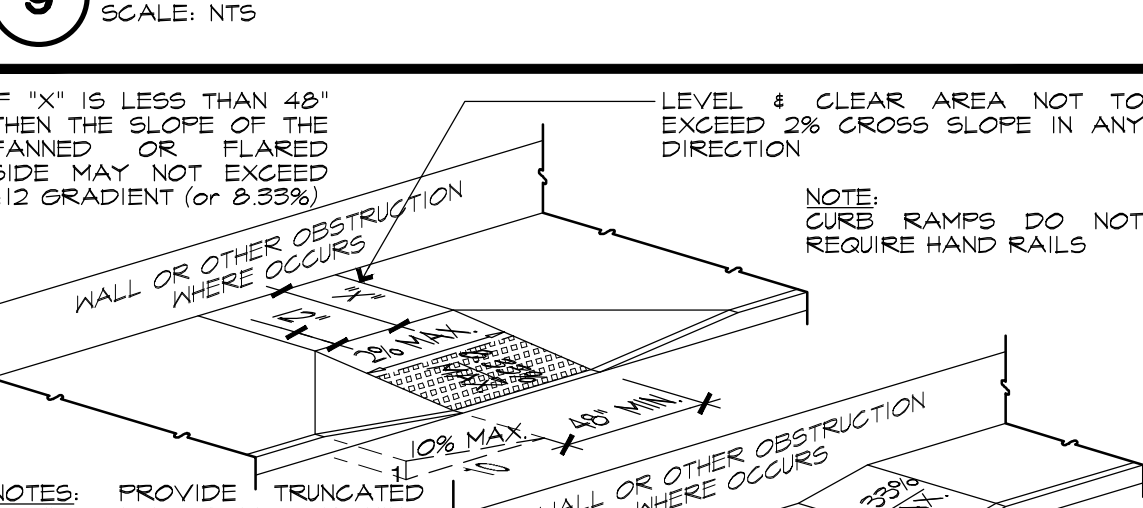 9
SCALE: NTS
"X" IS LESS THAN 48"
THEN THE SLOPE OF THE
FANNED OR FLARED
SIDE MAY NOT EXCEED
:12 GRADIENT (or 8.33%)
LEVEL & CLEAR AREA NOT TO
EXCEED 2% CROSS SLOPE IN ANY
DIRECTION
NOTE:
CURB RAMPS DO NOT
REQUIRE HAND RAILS
WALL OR OTHER OBSTRUCTION
WHERE OCCURS
"X"
12"
2% MAX.
48" MIN.
10% MAX.
10
WALL OR OTHER OBSTRUCTION
WHERE OCCURS
NOTES: PROVIDE TRUNCATED